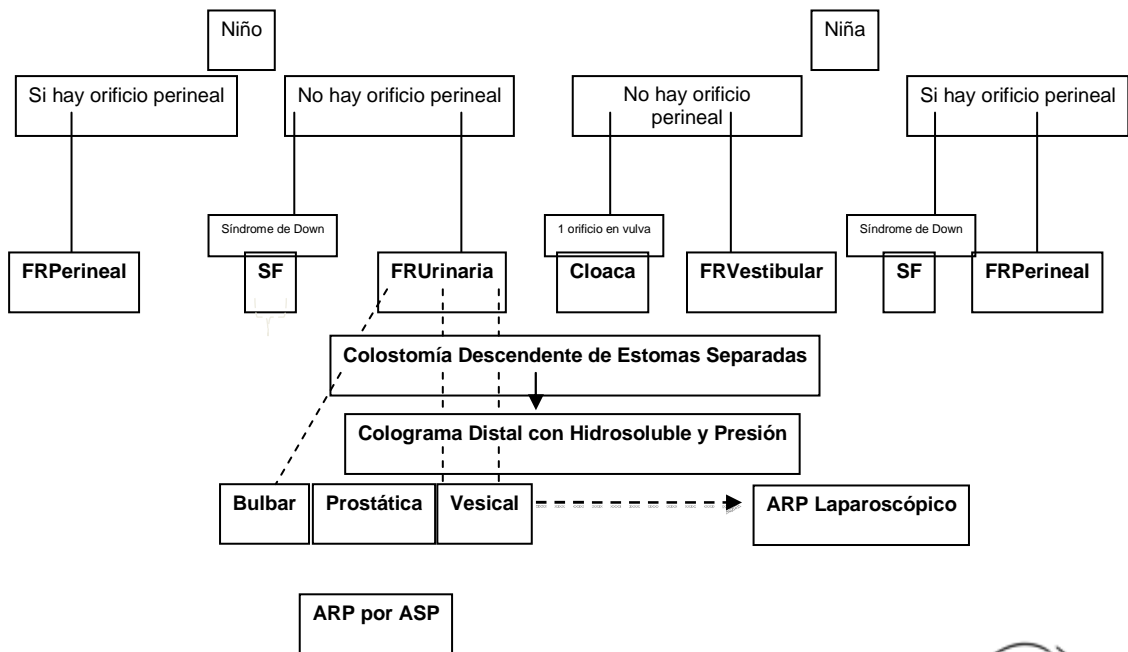 Niño
Niña
Si hay orificio perineal
No hay orificio perineal
No hay orificio
perineal
Si hay orificio perineal
Síndrome de Down
1 orificio en vulva
Síndrome de Down
FRPerineal
SF
FRUrinaria
Cloaca
FRVestibular
SF
FRPerineal
Colostomía Descendente de Estomas Separadas
Colograma Distal con Hidrosoluble y Presión
Bulbar
Prostática
Vesical
ARP Laparoscópico
ARP por ASP